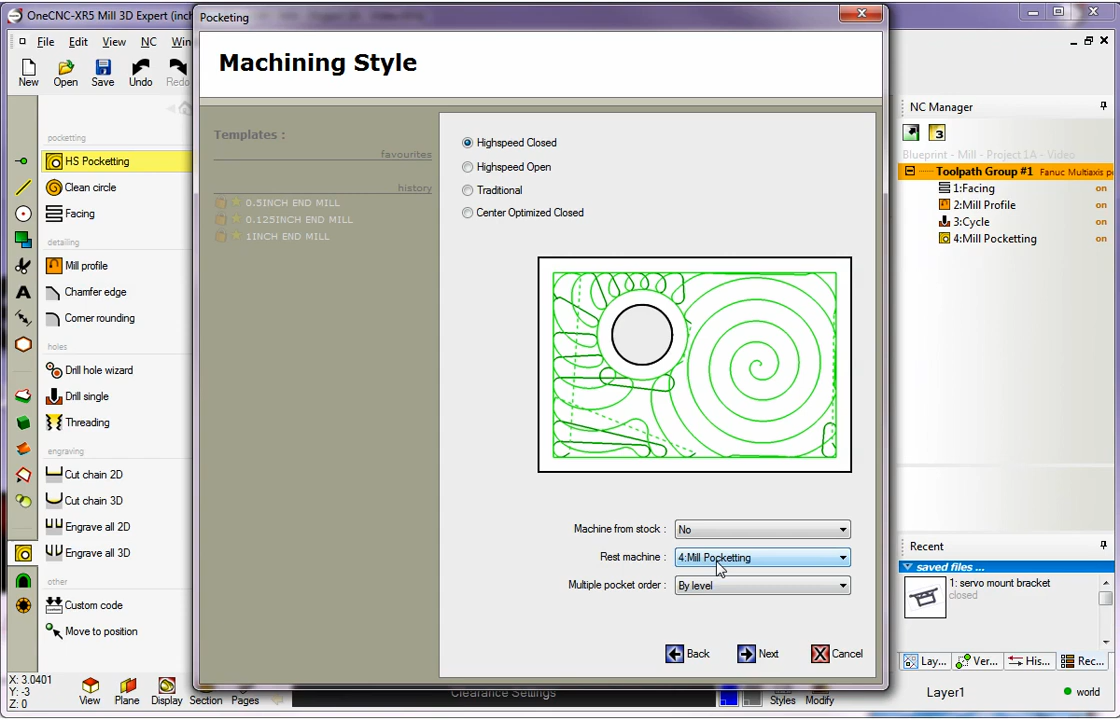 OneCNC-XR5 Mill 3D Expert (inch
Pocketing
File Edit View NC Win
New Open Save Undo Redo
Machining Style
pocketting
HS Pocketting
Clean circle
Facing
detailing
Mill profile
Chamfer edge
Corner rounding
holes
Drill hole wizard
Drill single
Threading
engraving
Cut chain 2D
Cut chain 3D
Engrave all 2D
Engrave all 3D
other
Custom code
Move to position
Templates :
favourites
history
0.5INCH END MILL
0.125INCH END MILL
1INCH END MILL
Highspeed Closed
Highspeed Open
Traditional
Center Optimized Closed
Machine from stock : No
Rest machine : 4:Mill Pocketting
Multiple pocket order : By level
Back Next Cancel
NC Manager
3
Blueprint - Mill - Project 1A - Video
Toolpath Group #1 Fanuc Multiaxis po
1:Facing on
2:Mill Profile on
3:Cycle on
4:Mill Pocketting on
Recent
saved files ...
1: servo mount bracket
closed
Lay... Ver... His... Rec...
X: 3.0401
Y: -3
Z: 0
View Plane Display Section Pages
Clearance Settings
Styles Modify
Layer1 world